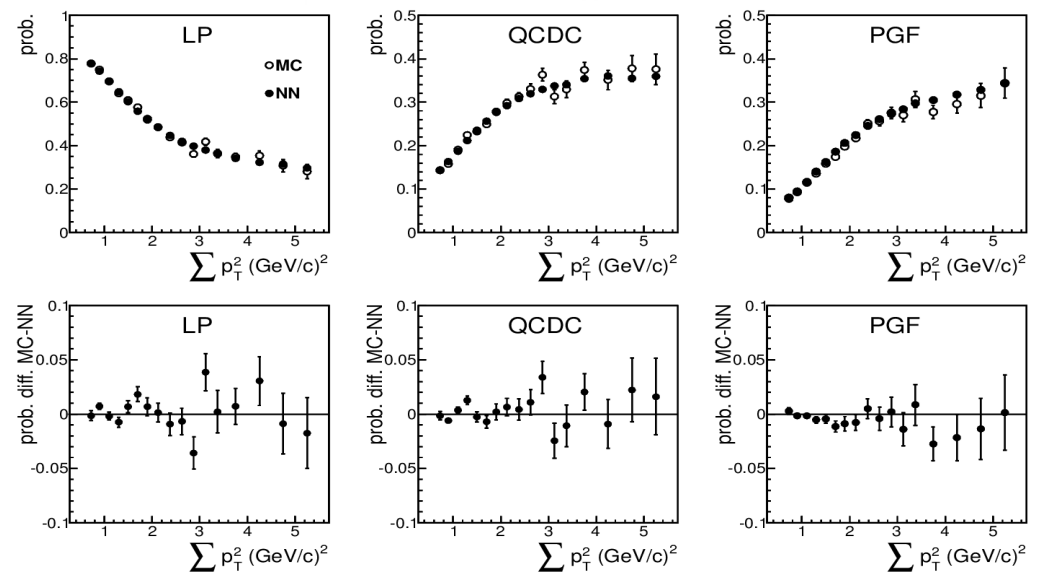 prob.
LP
MC
NN
1
0.8
0.6
0.4
0.2
0
1 2 3 4 5
∑ p_T^2 (GeV/c)^2
prob.
QCDC
0.5
0.4
0.3
0.2
0.1
0
1 2 3 4 5
∑ p_T^2 (GeV/c)^2
prob.
PGF
0.5
0.4
0.3
0.2
0.1
0
1 2 3 4 5
∑ p_T^2 (GeV/c)^2
prob. diff. MC-NN
LP
0.1
0.05
0
-0.05
-0.1
1 2 3 4 5
∑ p_T^2 (GeV/c)^2
prob. diff. MC-NN
QCDC
0.1
0.05
0
-0.05
-0.1
1 2 3 4 5
∑ p_T^2 (GeV/c)^2
prob. diff. MC-NN
PGF
0.1
0.05
0
-0.05
-0.1
1 2 3 4 5
∑ p_T^2 (GeV/c)^2